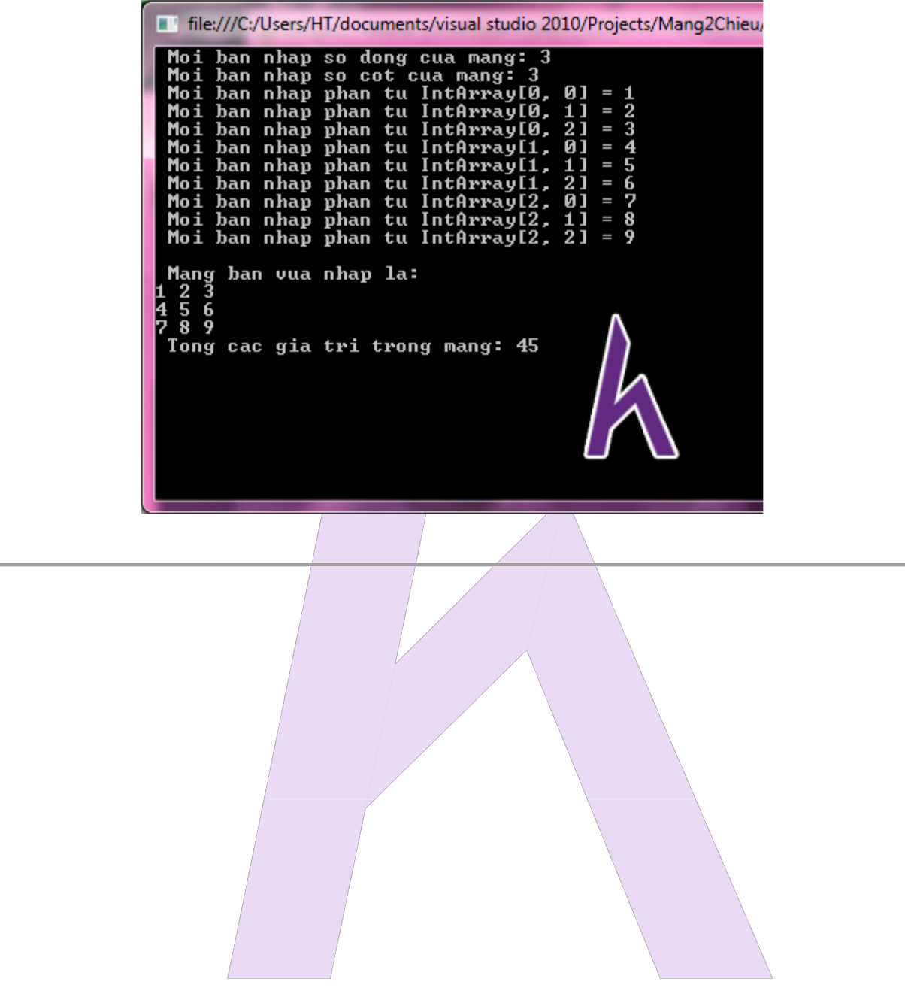 file:///C:/Users/HT/documents/visual studio 2010/Projects/Mang2Chieu/
Moi ban nhap so dong cua mang: 3
Moi ban nhap so cot cua mang: 3
Moi ban nhap phan tu IntArray[0, 0] = 1
Moi ban nhap phan tu IntArray[0, 1] = 2
Moi ban nhap phan tu IntArray[0, 2] = 3
Moi ban nhap phan tu IntArray[1, 0] = 4
Moi ban nhap phan tu IntArray[1, 1] = 5
Moi ban nhap phan tu IntArray[1, 2] = 6
Moi ban nhap phan tu IntArray[2, 0] = 7
Moi ban nhap phan tu IntArray[2, 1] = 8
Moi ban nhap phan tu IntArray[2, 2] = 9
Mang ban vua nhap la:
1 2 3
4 5 6
7 8 9
Tong cac gia tri trong mang: 45